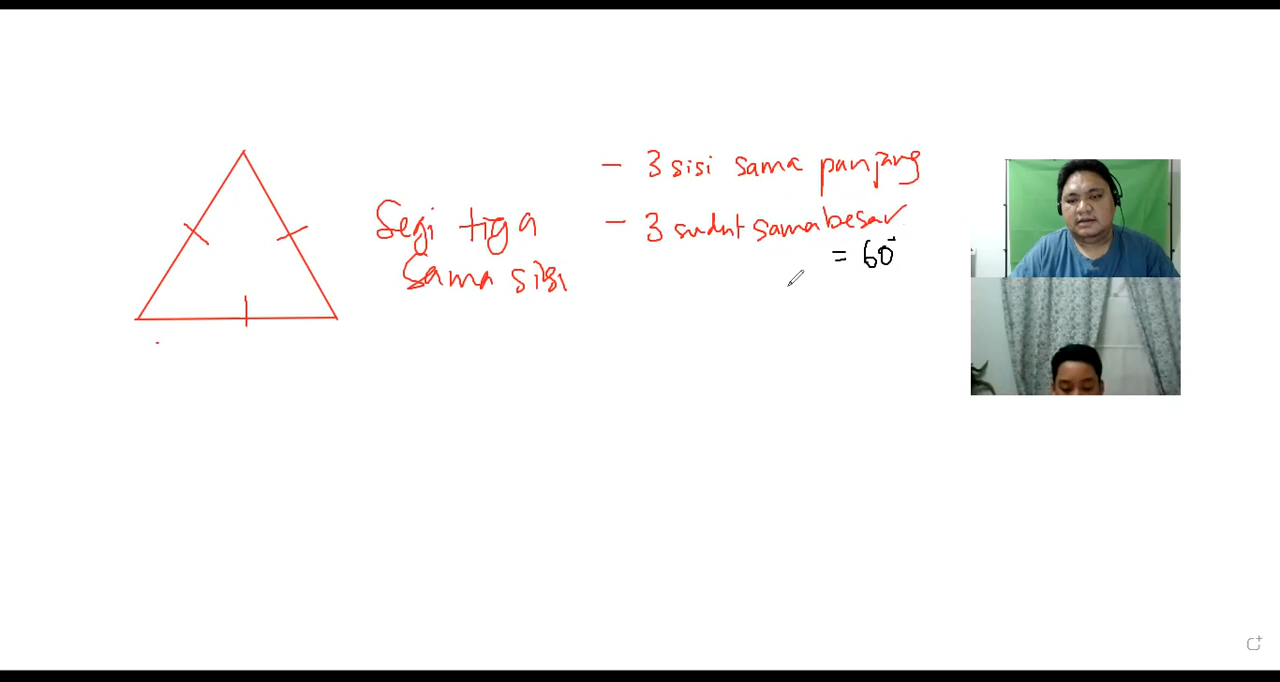 - 3 sisi sama panjang
Segi tiga
sama sisi
- 3 sudut sama besar
= 60°